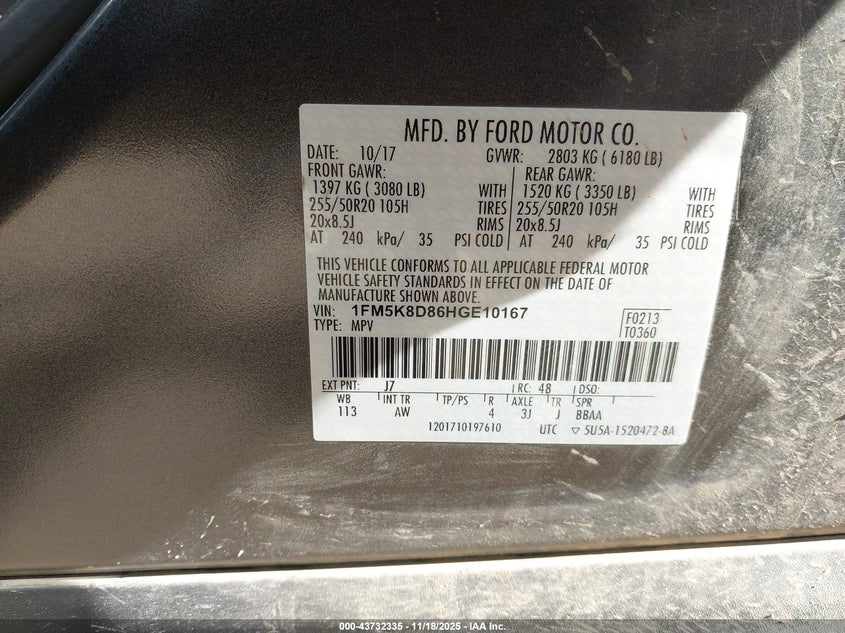 MFD. BY FORD MOTOR CO.
DATE: 10/17 GVWR: 2803 KG ( 6180 LB)
FRONT GAWR: REAR GAWR:
1397 KG ( 3080 LB) WITH 1520 KG ( 3350 LB) WITH
255/50R20 105H TIRES 255/50R20 105H TIRES
20x8.5J RIMS 20x8.5J RIMS
AT 240 kPa/ 35 PSI COLD AT 240 kPa/ 35 PSI COLD
THIS VEHICLE CONFORMS TO ALL APPLICABLE FEDERAL MOTOR
VEHICLE SAFETY STANDARDS IN EFFECT ON THE DATE OF
MANUFACTURE SHOWN ABOVE.
VIN: 1FM5K8D86HGE10167 F0213
TYPE: MPV T0360
EXT PNT: J7 RC: 48 DSO:
WB INT TR TP/PS R AXLE TR SPR
113 AW 4 3J J BBAA
1201710197610 UTC ▽ 5U5A-1520472-BA
000-43732335 - 11/18/2025 - IAA Inc.